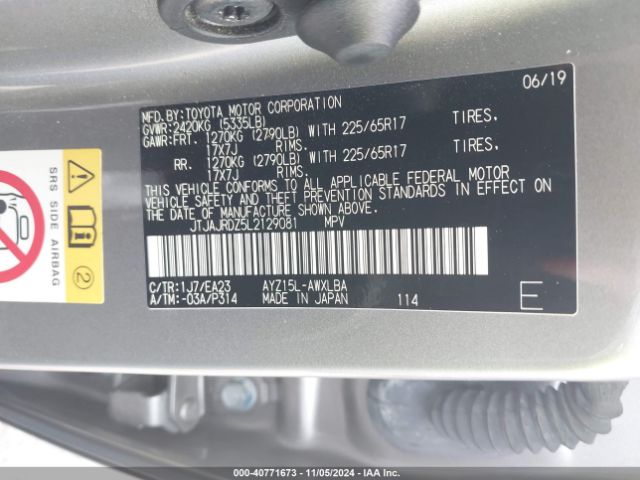 06/19
MFD.BY:TOYOTA MOTOR CORPORATION
GVWR:2420KG (5335LB)
GAWR:FRT. 1270KG (2790LB) WITH 225/65R17 TIRES,
17X7J RIMS.
RR. 1270KG (2790LB) WITH 225/65R17 TIRES,
17X7J RIMS.
THIS VEHICLE CONFORMS TO ALL APPLICABLE FEDERAL MOTOR
VEHICLE SAFETY AND THEFT PREVENTION STANDARDS IN EFFECT ON
THE DATE OF MANUFACTURE SHOWN ABOVE.
JTJAJRDZ5L2129081 MPV
C/TR:1J7/EA23 AYZ15L-AWXLBA
A/TM:-03A/P314 MADE IN JAPAN 114
E
SRS SIDE AIRBAG
2
000-40771673 - 11/05/2024 - IAA, Inc.